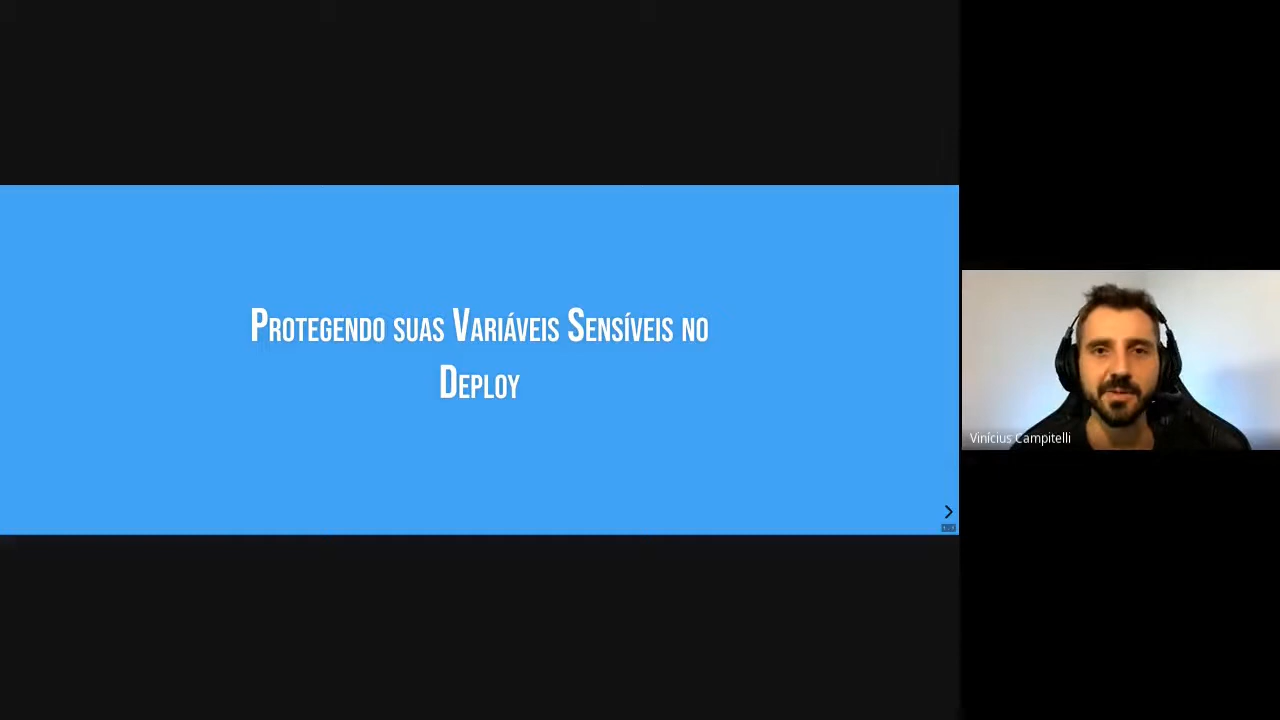 Protegendo suas Variáveis Sensíveis no
Deploy
Vinícius Campitelli